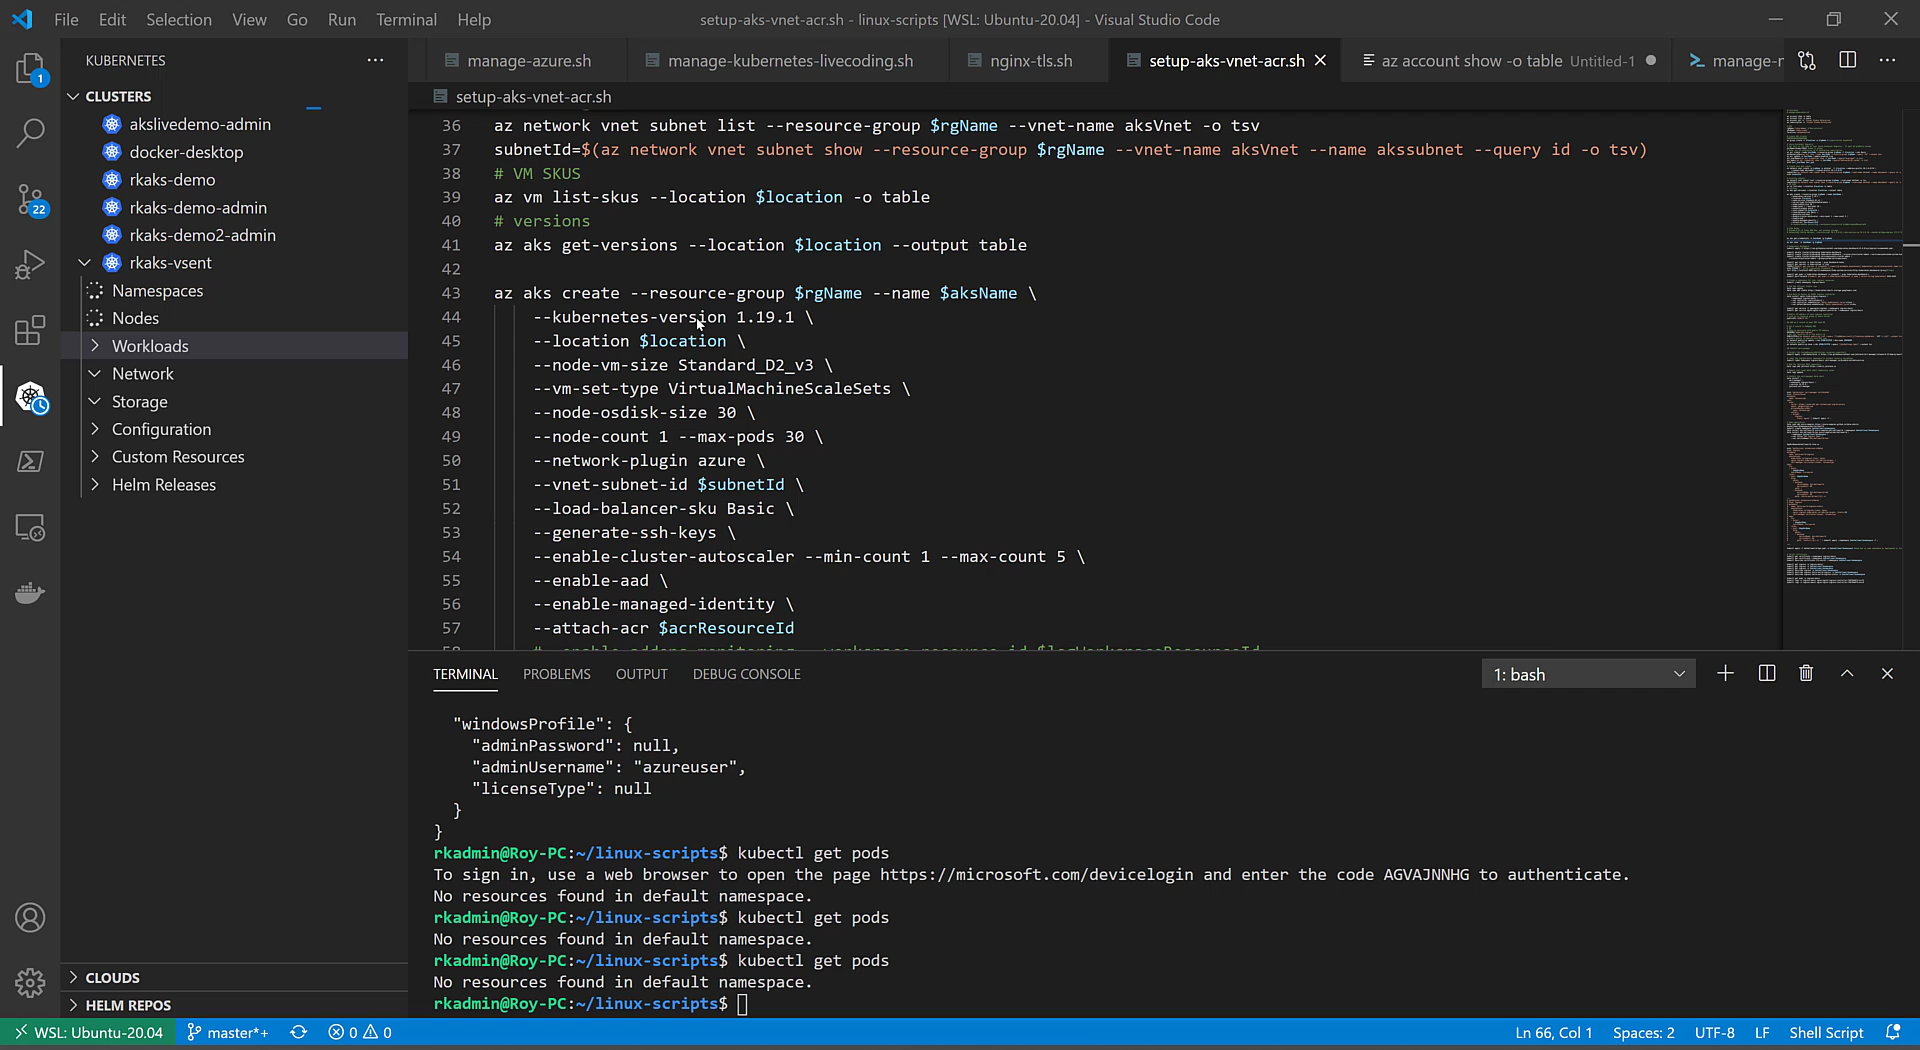 File Edit Selection View Go Run Terminal Help
setup-aks-vnet-acr.sh - linux-scripts [WSL: Ubuntu-20.04] - Visual Studio Code
KUBERNETES
manage-azure.sh
manage-kubernetes-livecoding.sh
nginx-tls.sh
setup-aks-vnet-acr.sh
az account show -o table Untitled-1
manage-r
1
22
CLUSTERS
akslivedemo-admin
docker-desktop
rkaks-demo
rkaks-demo-admin
rkaks-demo2-admin
rkaks-vsent
Namespaces
Nodes
Workloads
Network
Storage
Configuration
Custom Resources
Helm Releases
CLOUDS
HELM REPOS
setup-aks-vnet-acr.sh
36 az network vnet subnet list --resource-group $rgName --vnet-name aksVnet -o tsv
37 subnetId=$(az network vnet subnet show --resource-group $rgName --vnet-name aksVnet --name akssubnet --query id -o tsv)
38 # VM SKUS
39 az vm list-skus --location $location -o table
40 # versions
41 az aks get-versions --location $location --output table
42
43 az aks create --resource-group $rgName --name $aksName \
44 --kubernetes-version 1.19.1 \
45 --location $location \
46 --node-vm-size Standard_D2_v3 \
47 --vm-set-type VirtualMachineScaleSets \
48 --node-osdisk-size 30 \
49 --node-count 1 --max-pods 30 \
50 --network-plugin azure \
51 --vnet-subnet-id $subnetId \
52 --load-balancer-sku Basic \
53 --generate-ssh-keys \
54 --enable-cluster-autoscaler --min-count 1 --max-count 5 \
55 --enable-aad \
56 --enable-managed-identity \
57 --attach-acr $acrResourceId
TERMINAL PROBLEMS OUTPUT DEBUG CONSOLE
1: bash
"windowsProfile": {
"adminPassword": null,
"adminUsername": "azureuser",
"licenseType": null
}
}
rkadmin@Roy-PC:~/linux-scripts$ kubectl get pods
To sign in, use a web browser to open the page https://microsoft.com/devicelogin and enter the code AGVAJNNHG to authenticate.
No resources found in default namespace.
rkadmin@Roy-PC:~/linux-scripts$ kubectl get pods
No resources found in default namespace.
rkadmin@Roy-PC:~/linux-scripts$ kubectl get pods
No resources found in default namespace.
rkadmin@Roy-PC:~/linux-scripts$
WSL: Ubuntu-20.04 master*+ 0 0
Ln 66, Col 1 Spaces: 2 UTF-8 LF Shell Script